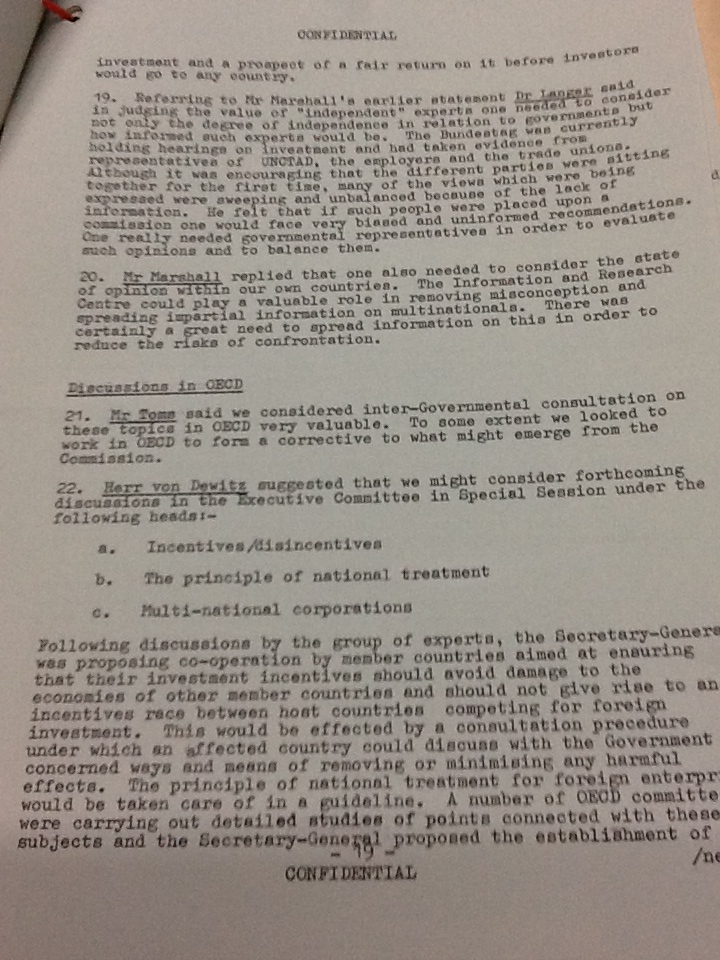 CONFIDENTIAL
investment and a prospect of a fair return on it before investors
would go to any country.
19. Referring to Mr Marshall's earlier statement Dr Langer said
in judging the value of "independent" experts one needed to consider
not only the degree of independence in relation to governments but
how informed such experts would be. The Bundestag was currently
holding hearings on investment and had taken evidence from
representatives of UNCTAD, the employers and the trade unions.
Although it was encouraging that the different parties were sitting
together for the first time, many of the views which were being
expressed were sweeping and unbalanced because of the lack of
information. He felt that if such people were placed upon a
commission one would face very biased and uninformed recommendations.
One really needed governmental representatives in order to evaluate
such opinions and to balance them.
20. Mr Marshall replied that one also needed to consider the state
of opinion within our own countries. The Information and Research
Centre could play a valuable role in removing misconception and
spreading impartial information on multinationals. There was
certainly a great need to spread information on this in order to
reduce the risks of confrontation.
Discussions in OECD
21. Mr Toms said we considered inter-Governmental consultation on
these topics in OECD very valuable. To some extent we looked to
work in OECD to form a corrective to what might emerge from the
Commission.
22. Herr von Dewitz suggested that we might consider forthcoming
discussions in the Executive Committee in Special Session under the
following heads:-
a. Incentives/disincentives
b. The principle of national treatment
c. Multi-national corporations
Following discussions by the group of experts, the Secretary-Genera
was proposing co-operation by member countries aimed at ensuring
that their investment incentives should avoid damage to the
economies of other member countries and should not give rise to an
incentives race between host countries competing for foreign
investment. This would be effected by a consultation procedure
under which an affected country could discuss with the Government
concerned ways and means of removing or minimising any harmful
effects. The principle of national treatment for foreign enterpr
would be taken care of in a guideline. A number of OECD committe
were carrying out detailed studies of points connected with these
subjects and the Secretary-General proposed the establishment of
- 19 -
/ne
CONFIDENTIAL